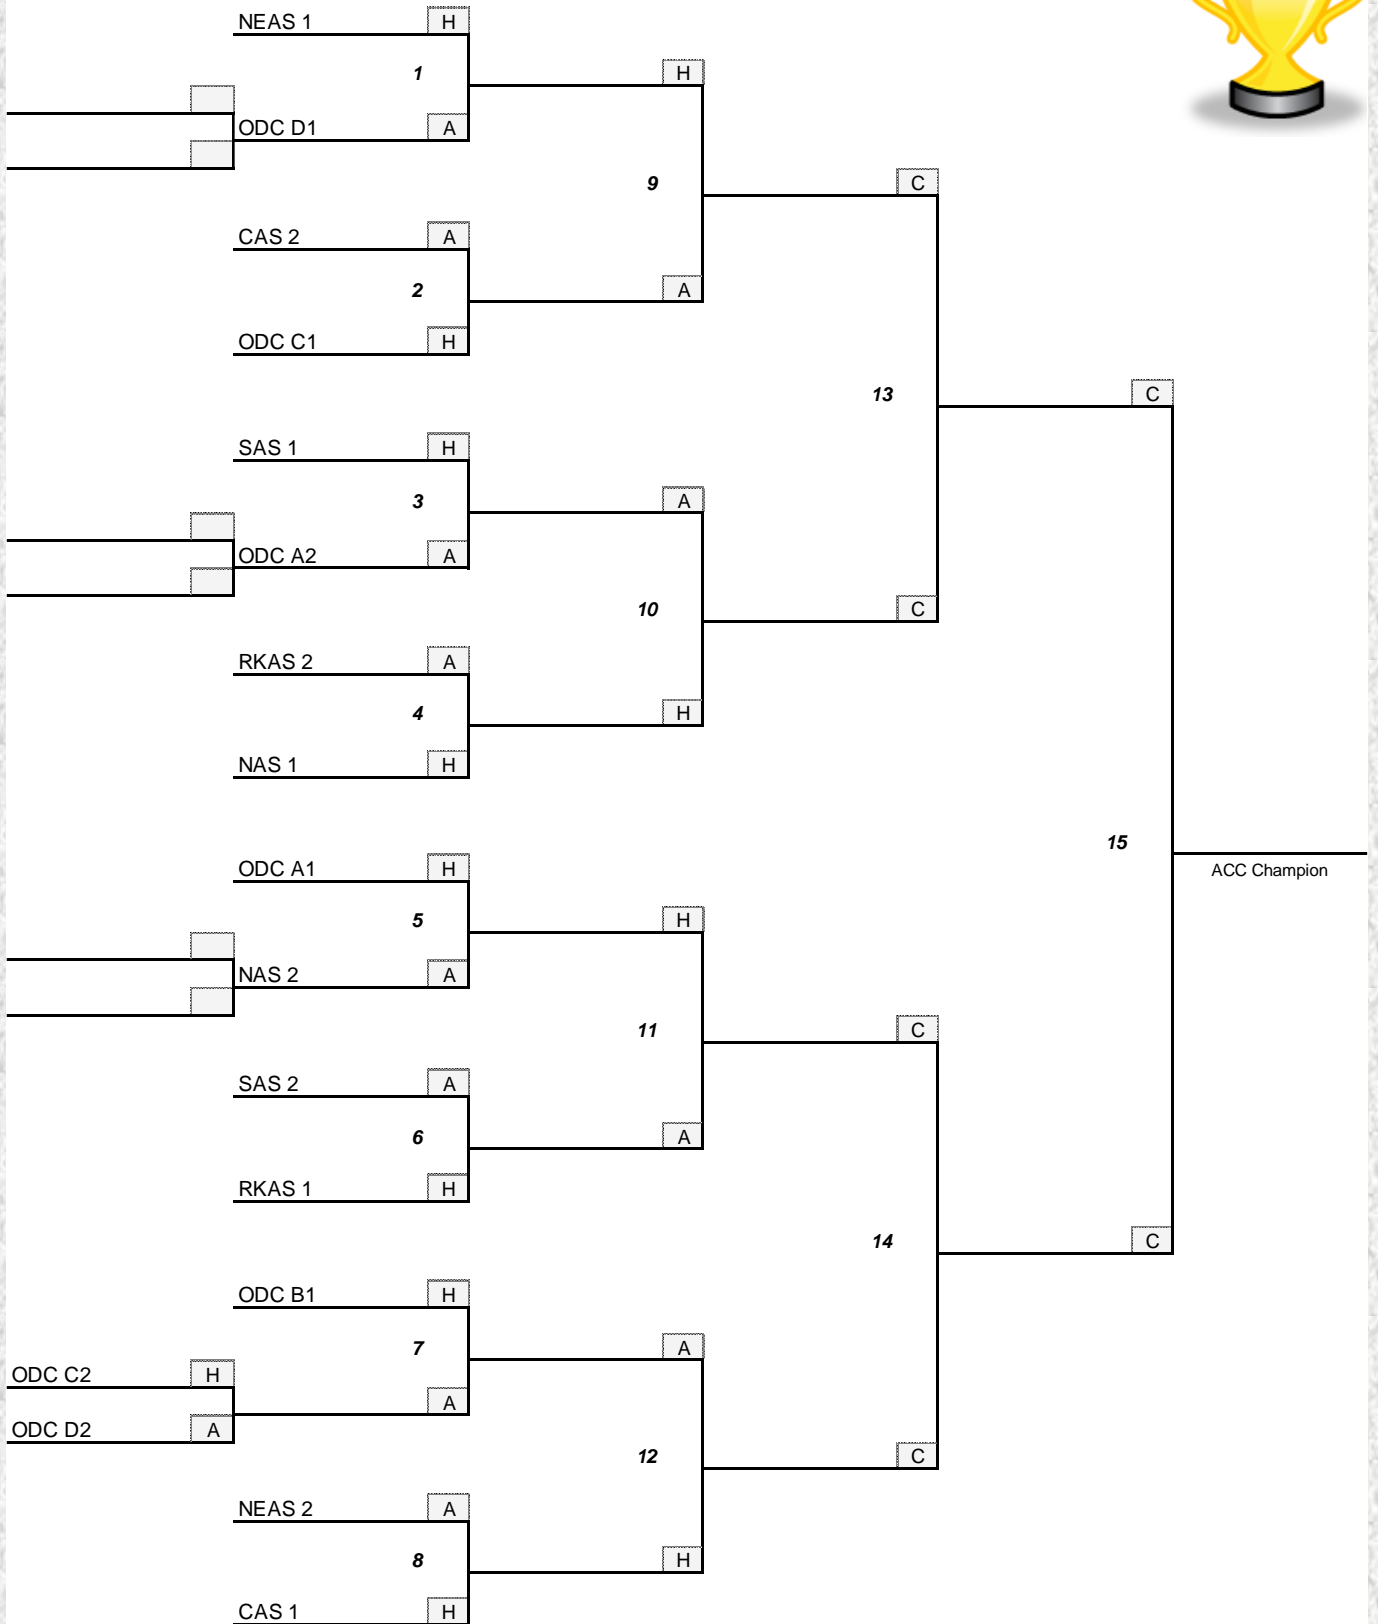 NEAS 1 H
1 H
ODC D1 A
9 C
CAS 2 A
2 A
ODC C1 H
13 C
SAS 1 H
3 A
ODC A2 A
10 C
RKAS 2 A
4 H
NAS 1 H
15
ODC A1 H
ACC Champion
5 H
NAS 2 A
11 C
SAS 2 A
6 A
RKAS 1 H
14 C
ODC B1 H
7 A
ODC C2 H
A
ODC D2 A
12 C
NEAS 2 A
8 H
CAS 1 H